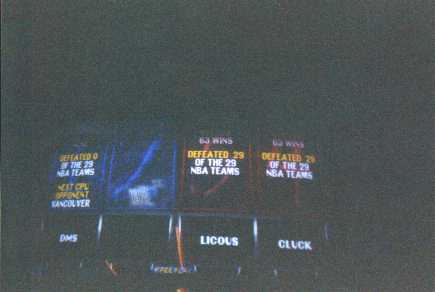 63 WINS
63 WINS
DEFEATED 0
OF THE 29
NBA TEAMS
NEXT CPU
OPPONENT
VANCOUVER
DEFEATED 29
OF THE 29
NBA TEAMS
DEFEATED 29
OF THE 29
NBA TEAMS
DMS
LICOUS
CLUCK